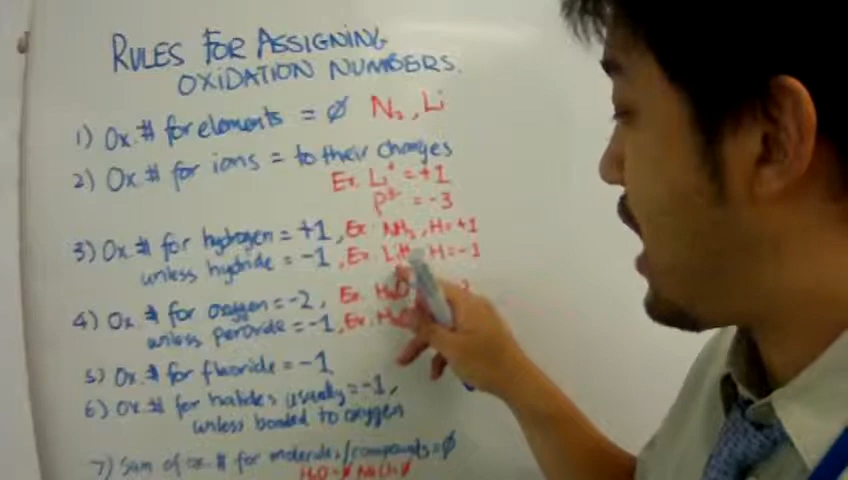 RULES FOR ASSIGNING
OXIDATION NUMBERS.
1) Ox.# for elements = ∅ N₂, Li
2) Ox.# for ions = to their charges
Ex. Li⁺ = +1
P³⁻ = -3
3) Ox.# for hydrogen = +1, Ex. NH₃, H=+1
unless hydride = -1, Ex. LiH H=-1
4) Ox.# for oxygen = -2, Ex. H₂O
unless peroxide = -1, Ex.
5) Ox.# for fluoride = -1
6) Ox.# for halides usually = -1,
unless bonded to oxygen
7) Sum of ox.# for molecules/compounds = ∅
H₂O=∅ NaCl=∅